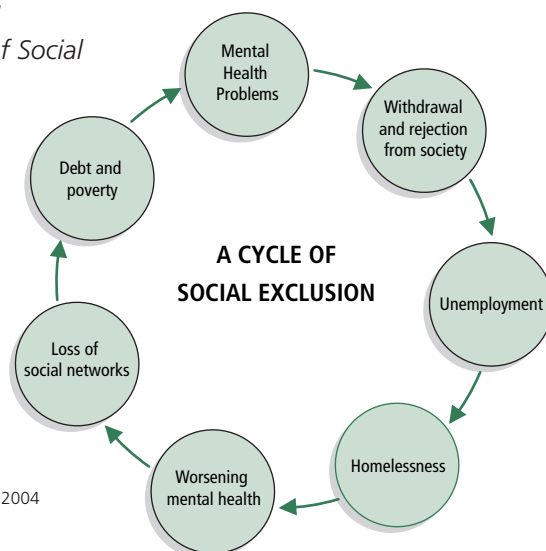 of Social
Mental
Health
Problems
Withdrawal
and rejection
from society
Unemployment
Homelessness
Worsening
mental health
Loss of
social networks
Debt and
poverty
A CYCLE OF
SOCIAL EXCLUSION
2004